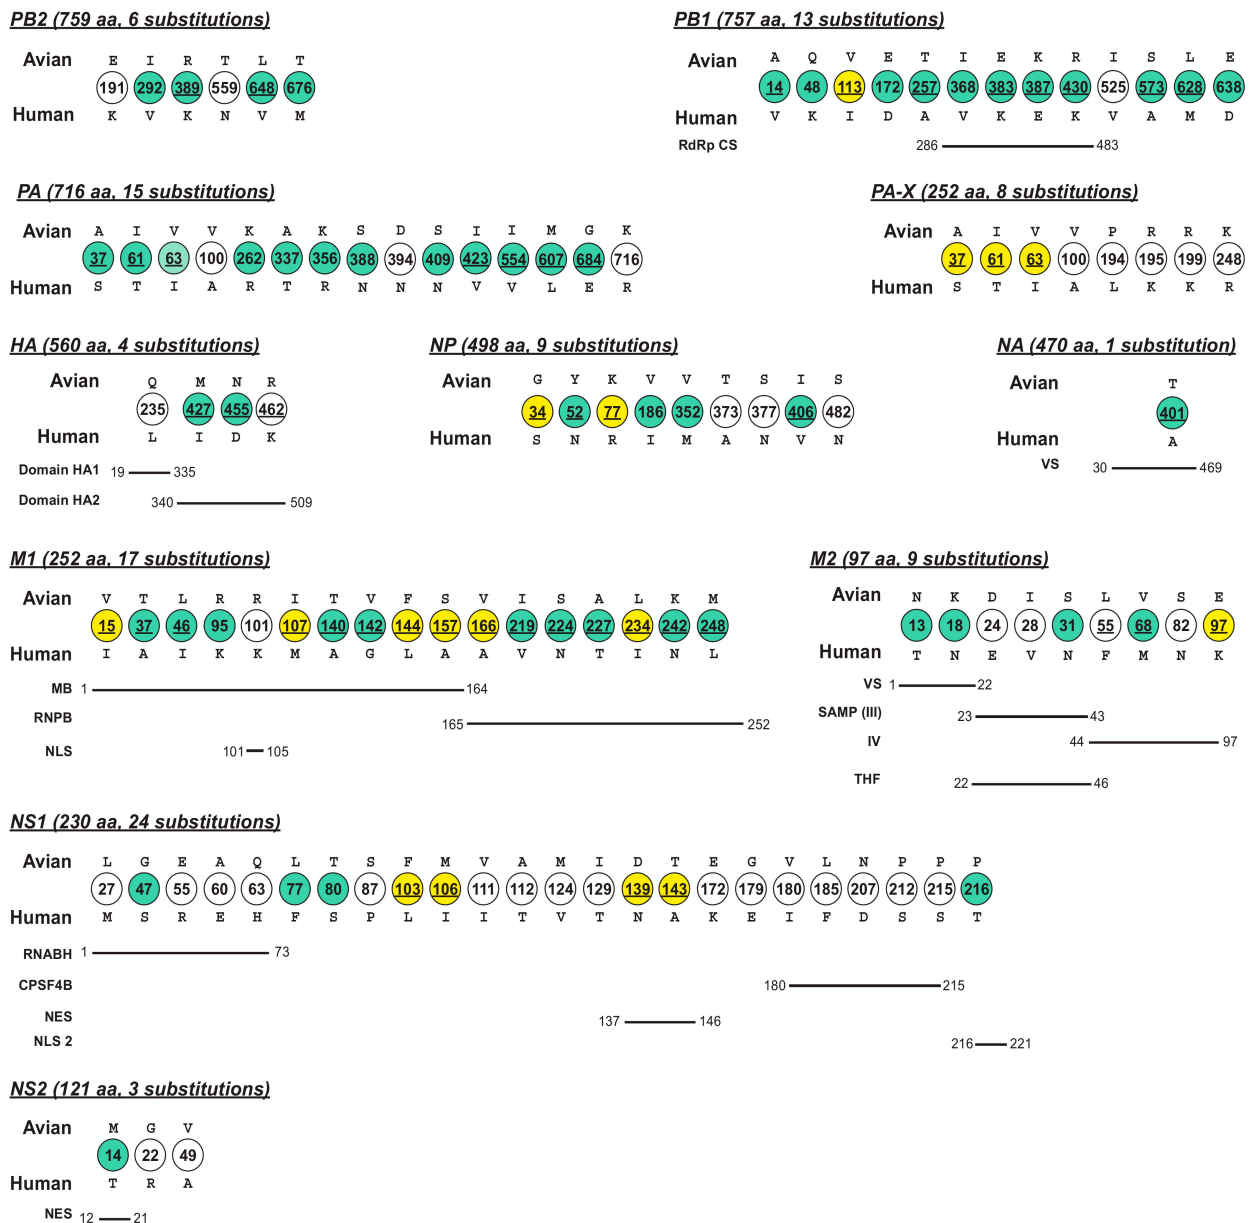 PB2 (759 aa, 6 substitutions)
Avian E I R T L T
191 292 389 559 648 676
Human K V K N V M
PB1 (757 aa, 13 substitutions)
Avian A Q V E T I E K R I S L E
14 48 113 172 257 368 383 387 430 525 573 628 638
Human V K I D A V K E K V A M D
RdRp CS 286 483
PA (716 aa, 15 substitutions)
Avian A I V V K A K S D S I I M G K
37 61 63 100 262 337 356 388 394 409 423 554 607 684 716
Human S T I A R T R N N N V V L E R
PA-X (252 aa, 8 substitutions)
Avian A I V V P R R K
37 61 63 100 194 195 199 248
Human S T I A L K K R
HA (560 aa, 4 substitutions)
Avian Q M N R
235 427 455 462
Human L I D K
Domain HA1 19 335
Domain HA2 340 509
NP (498 aa, 9 substitutions)
Avian G Y K V V T S I S
34 52 77 186 352 373 377 406 482
Human S N R I M A N V N
NA (470 aa, 1 substitution)
Avian T
401
Human A
VS 30 469
M1 (252 aa, 17 substitutions)
Avian V T L R R I T V F S V I S A L K M
15 37 46 95 101 107 140 142 144 157 166 219 224 227 234 242 248
Human I A I K K M A G L A A V N T I N L
MB 1 164
RNPB 165 252
NLS 101 105
M2 (97 aa, 9 substitutions)
Avian N K D I S L V S E
13 18 24 28 31 55 68 82 97
Human T N E V N F M N K
VS 1 22
SAMP (III) 23 43
IV 44 97
THF 22 46
NS1 (230 aa, 24 substitutions)
Avian L G E A Q L T S F M V A M I D T E G V L N P P P
27 47 55 60 63 77 80 87 103 106 111 112 124 129 139 143 172 179 180 185 207 212 215 216
Human M S R E H F S P L I I T V T N A K E I F D S S T
RNABH 1 73
CPSF4B 180 215
NES 137 146
NLS 2 216 221
NS2 (121 aa, 3 substitutions)
Avian M G V
14 22 49
Human T R A
NES 12 21